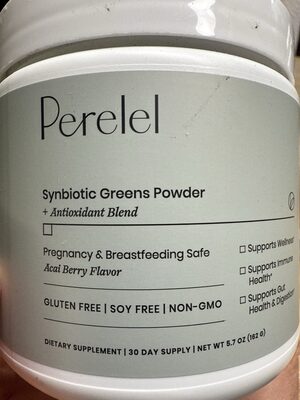 Perelel
Synbiotic Greens Powder
+ Antioxidant Blend
Pregnancy & Breastfeeding Safe
Acai Berry Flavor
GLUTEN FREE | SOY FREE | NON-GMO
Supports Wellness
Supports Immune
Health*
Supports Gut
Health & Digestion*
DIETARY SUPPLEMENT | 30 DAY SUPPLY | NET WT 5.7 OZ (162 G)